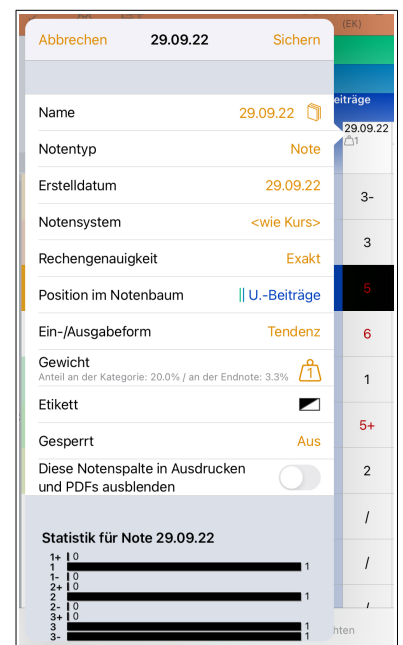 (EK)
Abbrechen 29.09.22 Sichern
eiträge
Name 29.09.22
29.09.22
1
Notentyp Note
Erstelldatum 29.09.22
3-
Notensystem <wie Kurs>
3
Rechengenauigkeit Exakt
Position im Notenbaum || U.-Beiträge
5
Ein-/Ausgabeform Tendenz
6
Gewicht
Anteil an der Kategorie: 20.0% / an der Endnote: 3.3% 1
1
Etikett
5+
Gesperrt Aus
Diese Notenspalte in Ausdrucken
und PDFs ausblenden
2
/
Statistik für Note 29.09.22
1+ 0
1 1
1- 0
/
2+ 0
2 1
2- 0
/
3+ 0
3 1
3- 1
hten